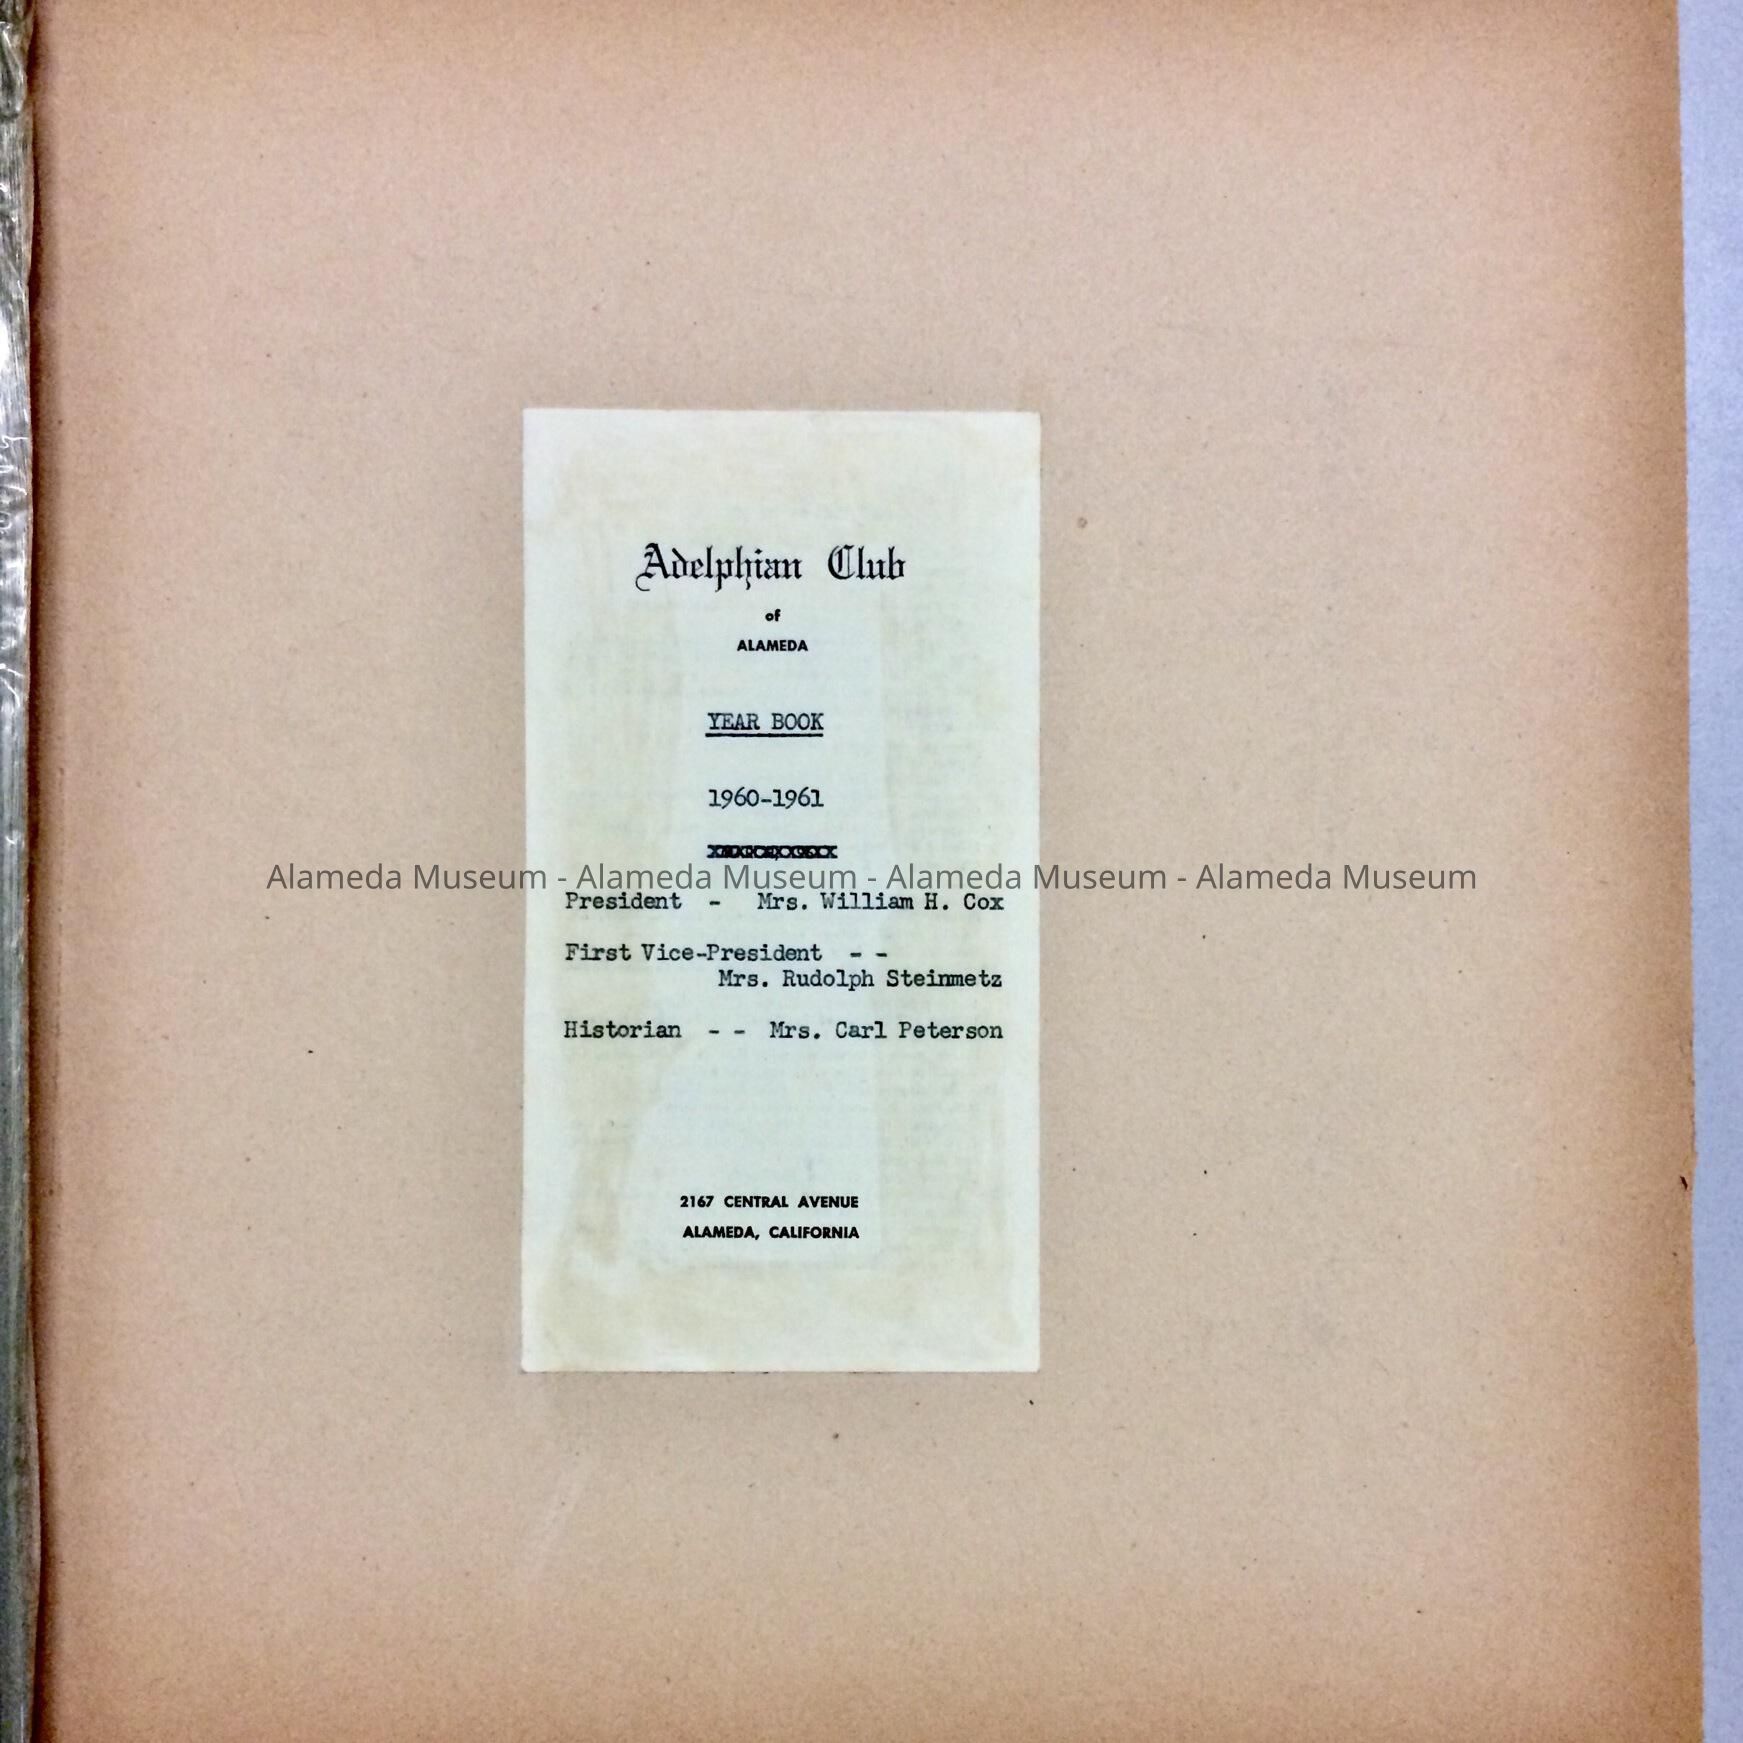 Adelphian Club
of
ALAMEDA
YEAR BOOK
1960-1961
Alameda Museum - Alameda Museum - Alameda Museum - Alameda Museum
President - Mrs. William H. Cox
First Vice-President - -
Mrs. Rudolph Steinmetz
Historian - - Mrs. Carl Peterson
2167 CENTRAL AVENUE
ALAMEDA, CALIFORNIA